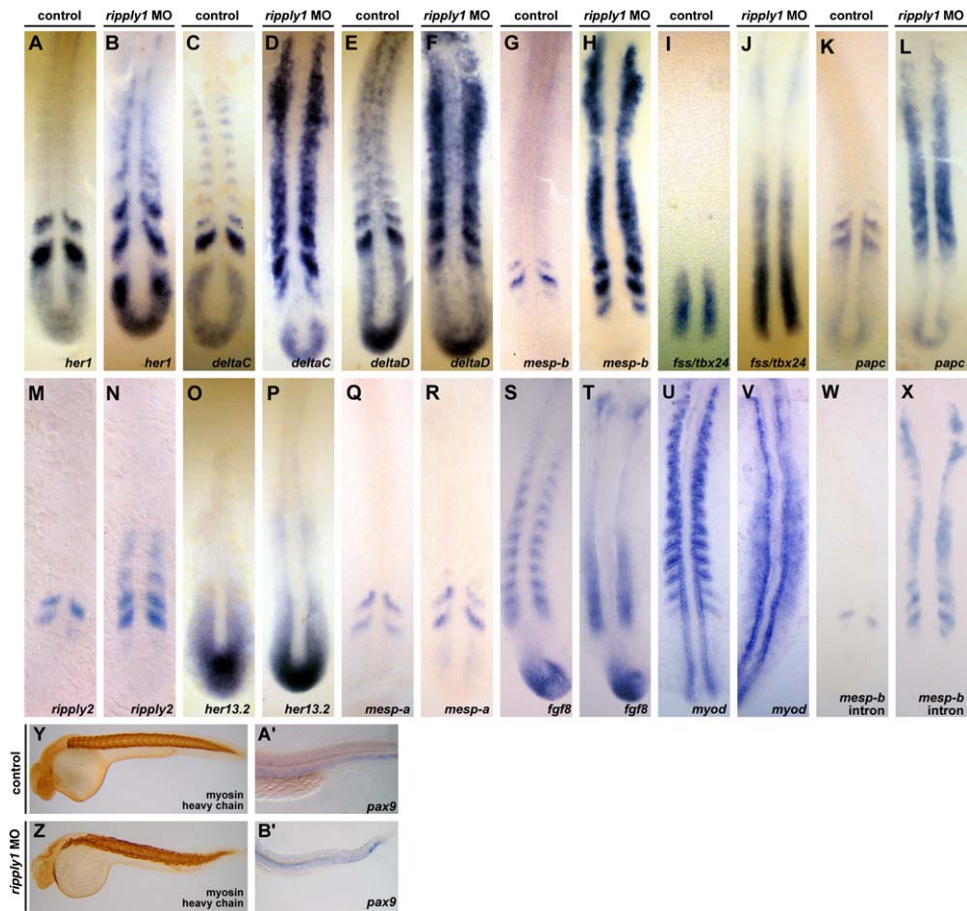 control ripply1 MO control ripply1 MO control ripply1 MO control ripply1 MO control ripply1 MO control ripply1 MO
A B C D E F G H I J K L
her1 her1 deltaC deltaC deltaD deltaD mesp-b mesp-b fss/tbx24 fss/tbx24 papc papc
M N O P Q R S T U V W X
ripply2 ripply2 her13.2 her13.2 mesp-a mesp-a fgf8 fgf8 myod myod mesp-b intron mesp-b intron
control
Y A'
myosin
heavy chain pax9
ripply1 MO
Z B'
myosin
heavy chain pax9